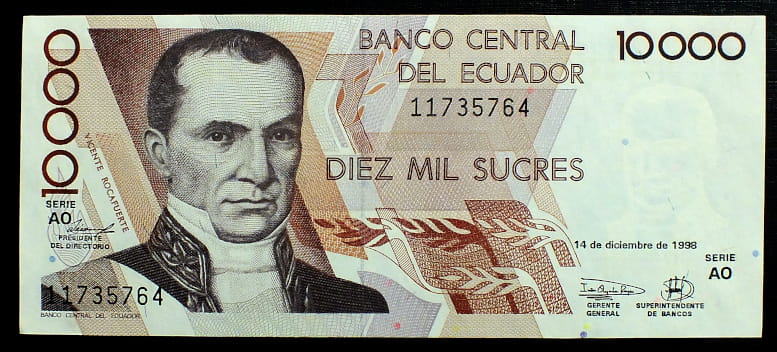 10000
BANCO CENTRAL
DEL ECUADOR
10000
11735764
DIEZ MIL SUCRES
VICENTE ROCAFUERTE
SERIE
AO
PRESIDENTE
DEL DIRECTORIO
14 de diciembre de 1998
SERIE
AO
GERENTE
GENERAL
SUPERINTENDENTE
DE BANCOS
11735764
BANCO CENTRAL DEL ECUADOR